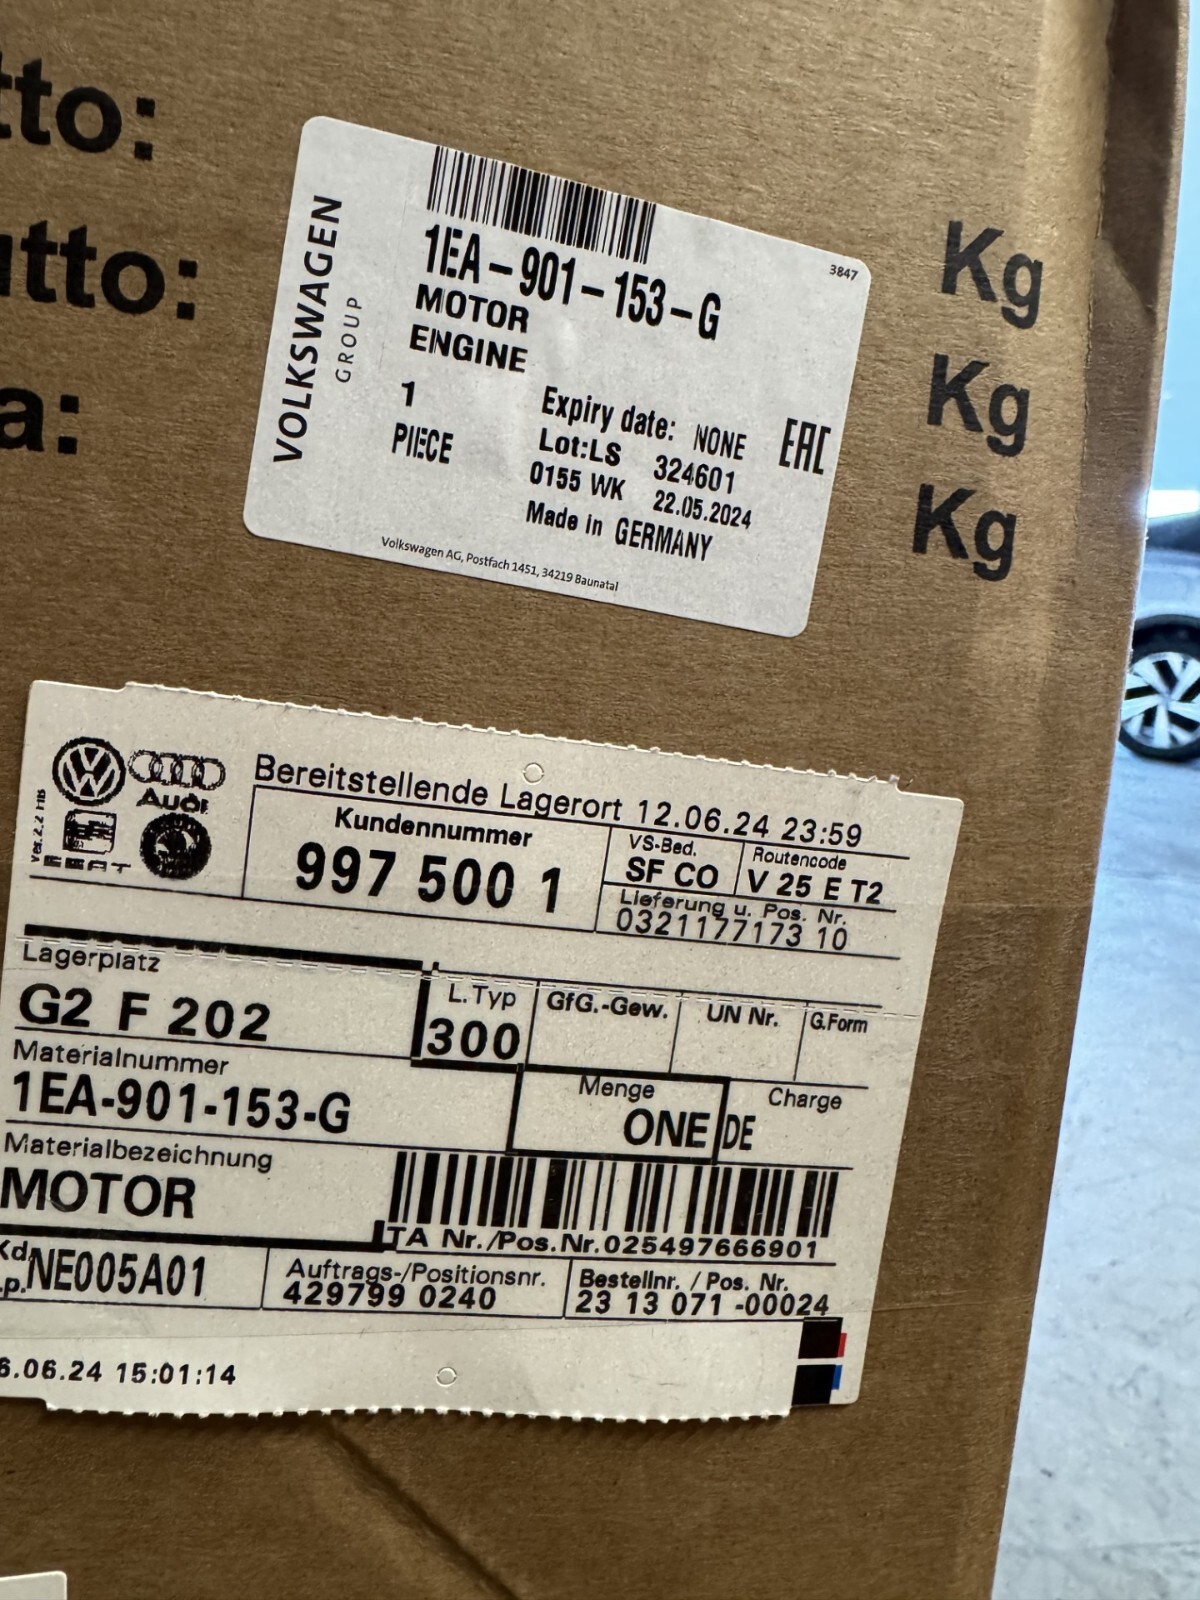 tto:
utto:
a:
Kg
Kg
Kg
VOLKSWAGEN
GROUP
3847
1EA-901-153-G
MOTOR
ENGINE
1
PIECE
Expiry date: NONE
Lot:LS 324601
0155 WK 22.05.2024
Made in GERMANY
EAC
Volkswagen AG, Postfach 1451, 34219 Baunatal
Audi
SEAT
Bereitstellende Lagerort 12.06.24 23:59
Kundennummer
997 500 1
VS-Bed.
SF CO
Routencode
V 25 E T2
Lieferung u. Pos. Nr.
0321177173 10
Lagerplatz
G2 F 202
L.Typ
300
GfG.-Gew.
UN Nr.
G.Form
Materialnummer
1EA-901-153-G
Menge
ONE
Charge
DE
Materialbezeichnung
MOTOR
TA Nr./Pos.Nr.025497666901
Kd.
.p.NE005A01
Auftrags-/Positionsnr.
429799 0240
Bestellnr. / Pos. Nr.
23 13 071 -00024
6.06.24 15:01:14